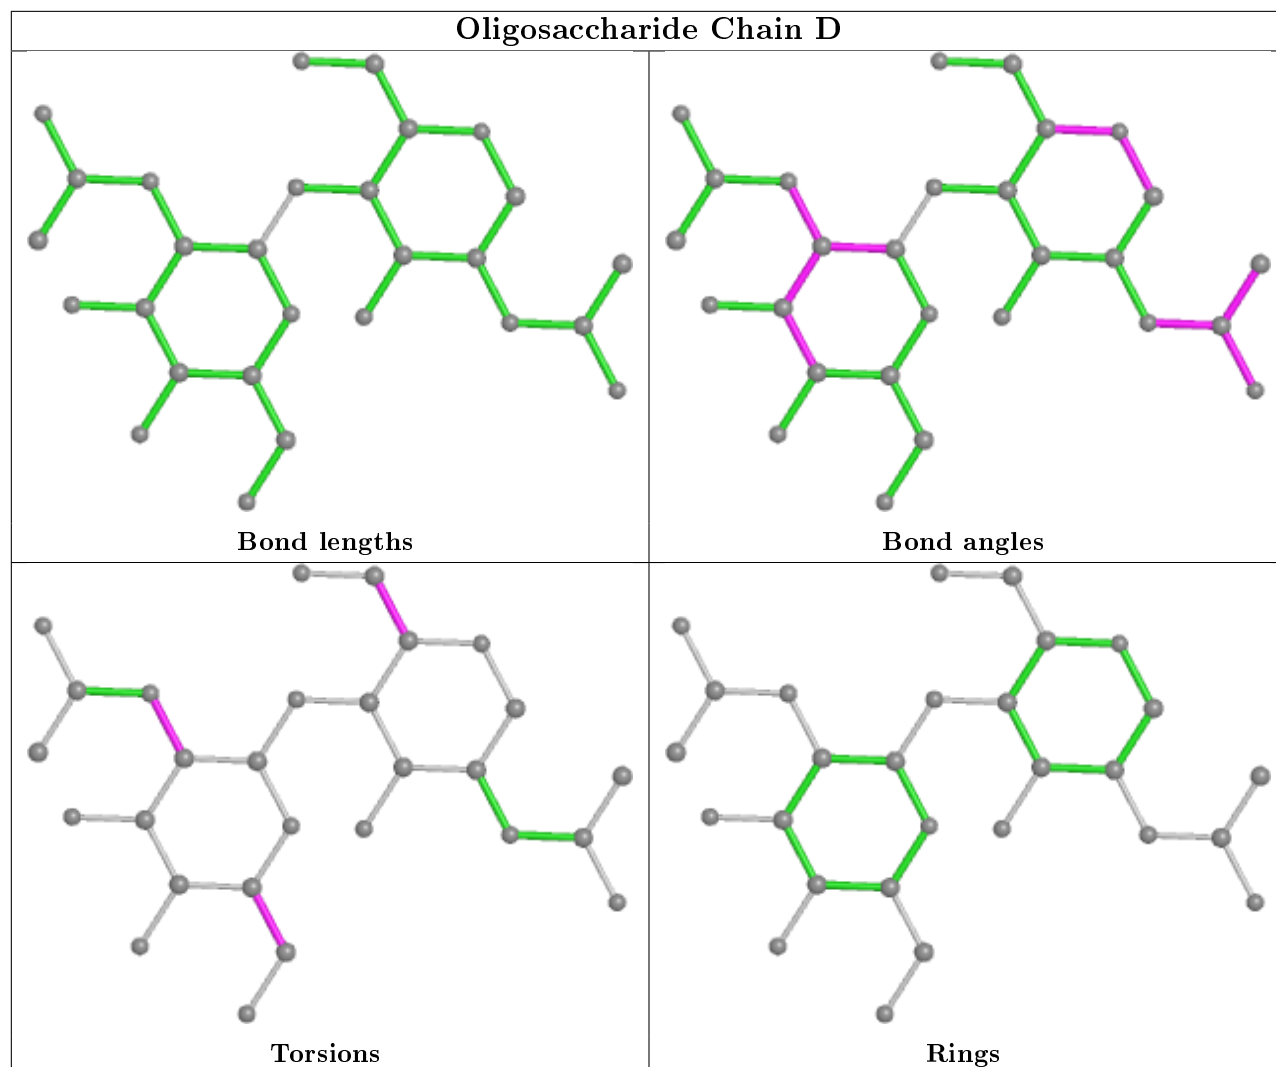 Oligosaccharide Chain D
Bond lengths
Bond angles
Torsions
Rings